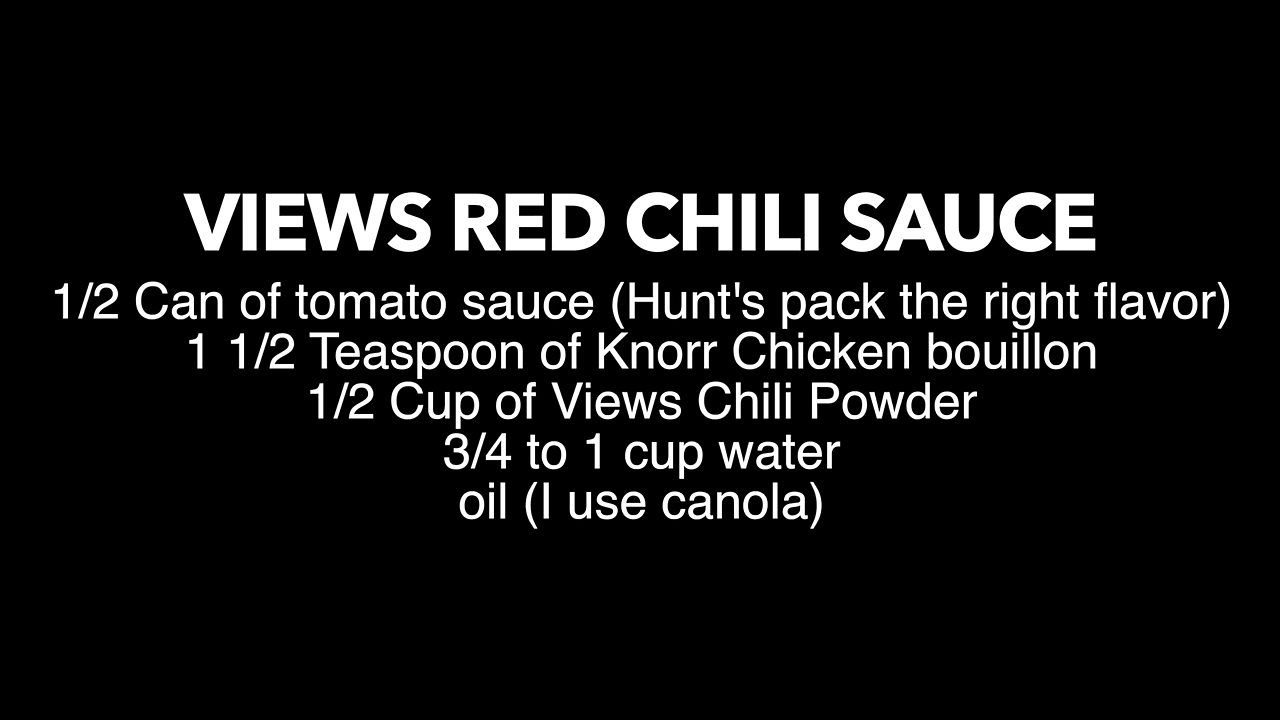 VIEWS RED CHILI SAUCE
1/2 Can of tomato sauce (Hunt's pack the right flavor)
1 1/2 Teaspoon of Knorr Chicken bouillon
1/2 Cup of Views Chili Powder
3/4 to 1 cup water
oil (I use canola)